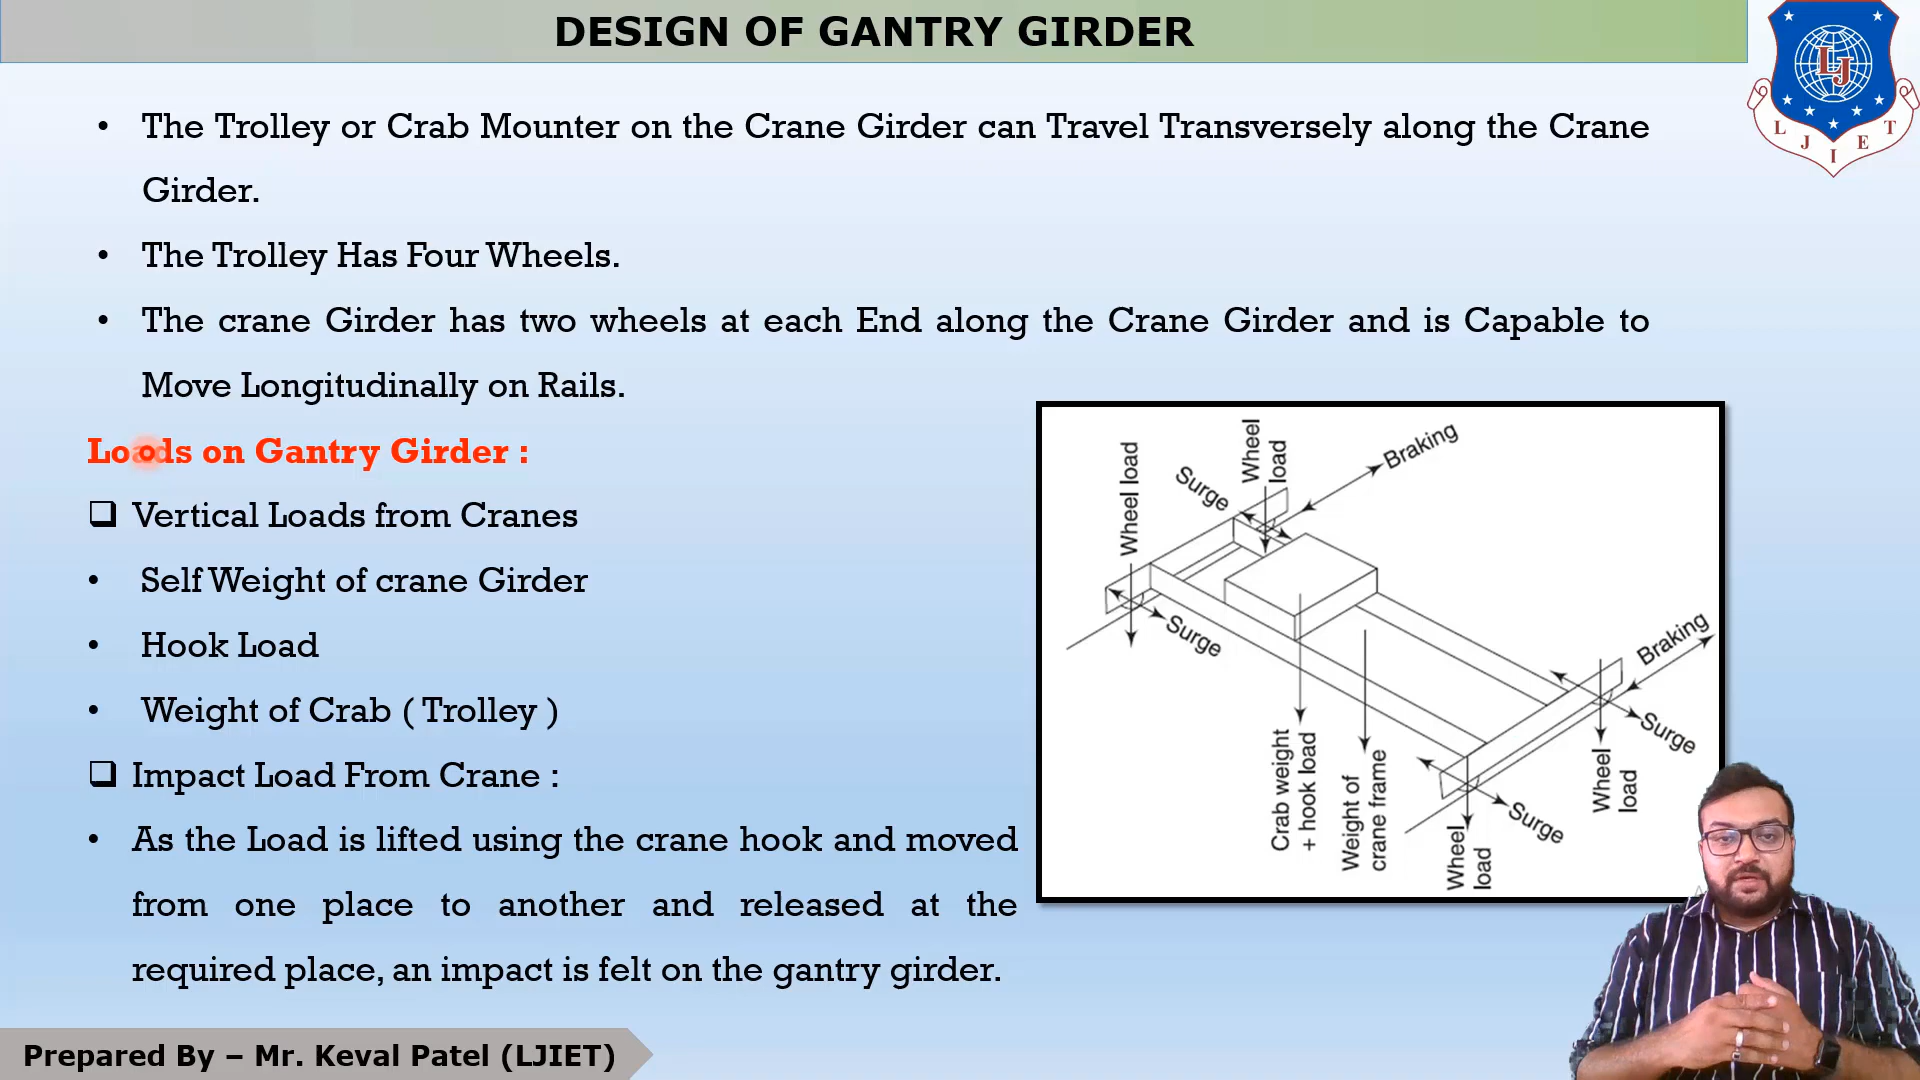 DESIGN OF GANTRY GIRDER
• The Trolley or Crab Mounter on the Crane Girder can Travel Transversely along the Crane
Girder.
• The Trolley Has Four Wheels.
• The crane Girder has two wheels at each End along the Crane Girder and is Capable to
Move Longitudinally on Rails.
Loads on Gantry Girder :
❑ Vertical Loads from Cranes
• Self Weight of crane Girder
• Hook Load
• Weight of Crab ( Trolley )
❑ Impact Load From Crane :
• As the Load is lifted using the crane hook and moved
from one place to another and released at the
required place, an impact is felt on the gantry girder.
Wheel load
Surge
Wheel
load
Braking
Surge
Braking
Surge
Wheel
load
Surge
Wheel
load
Crab weight
+ hook load
Weight of
crane frame
LJ
L J I E T
Prepared By – Mr. Keval Patel (LJIET)